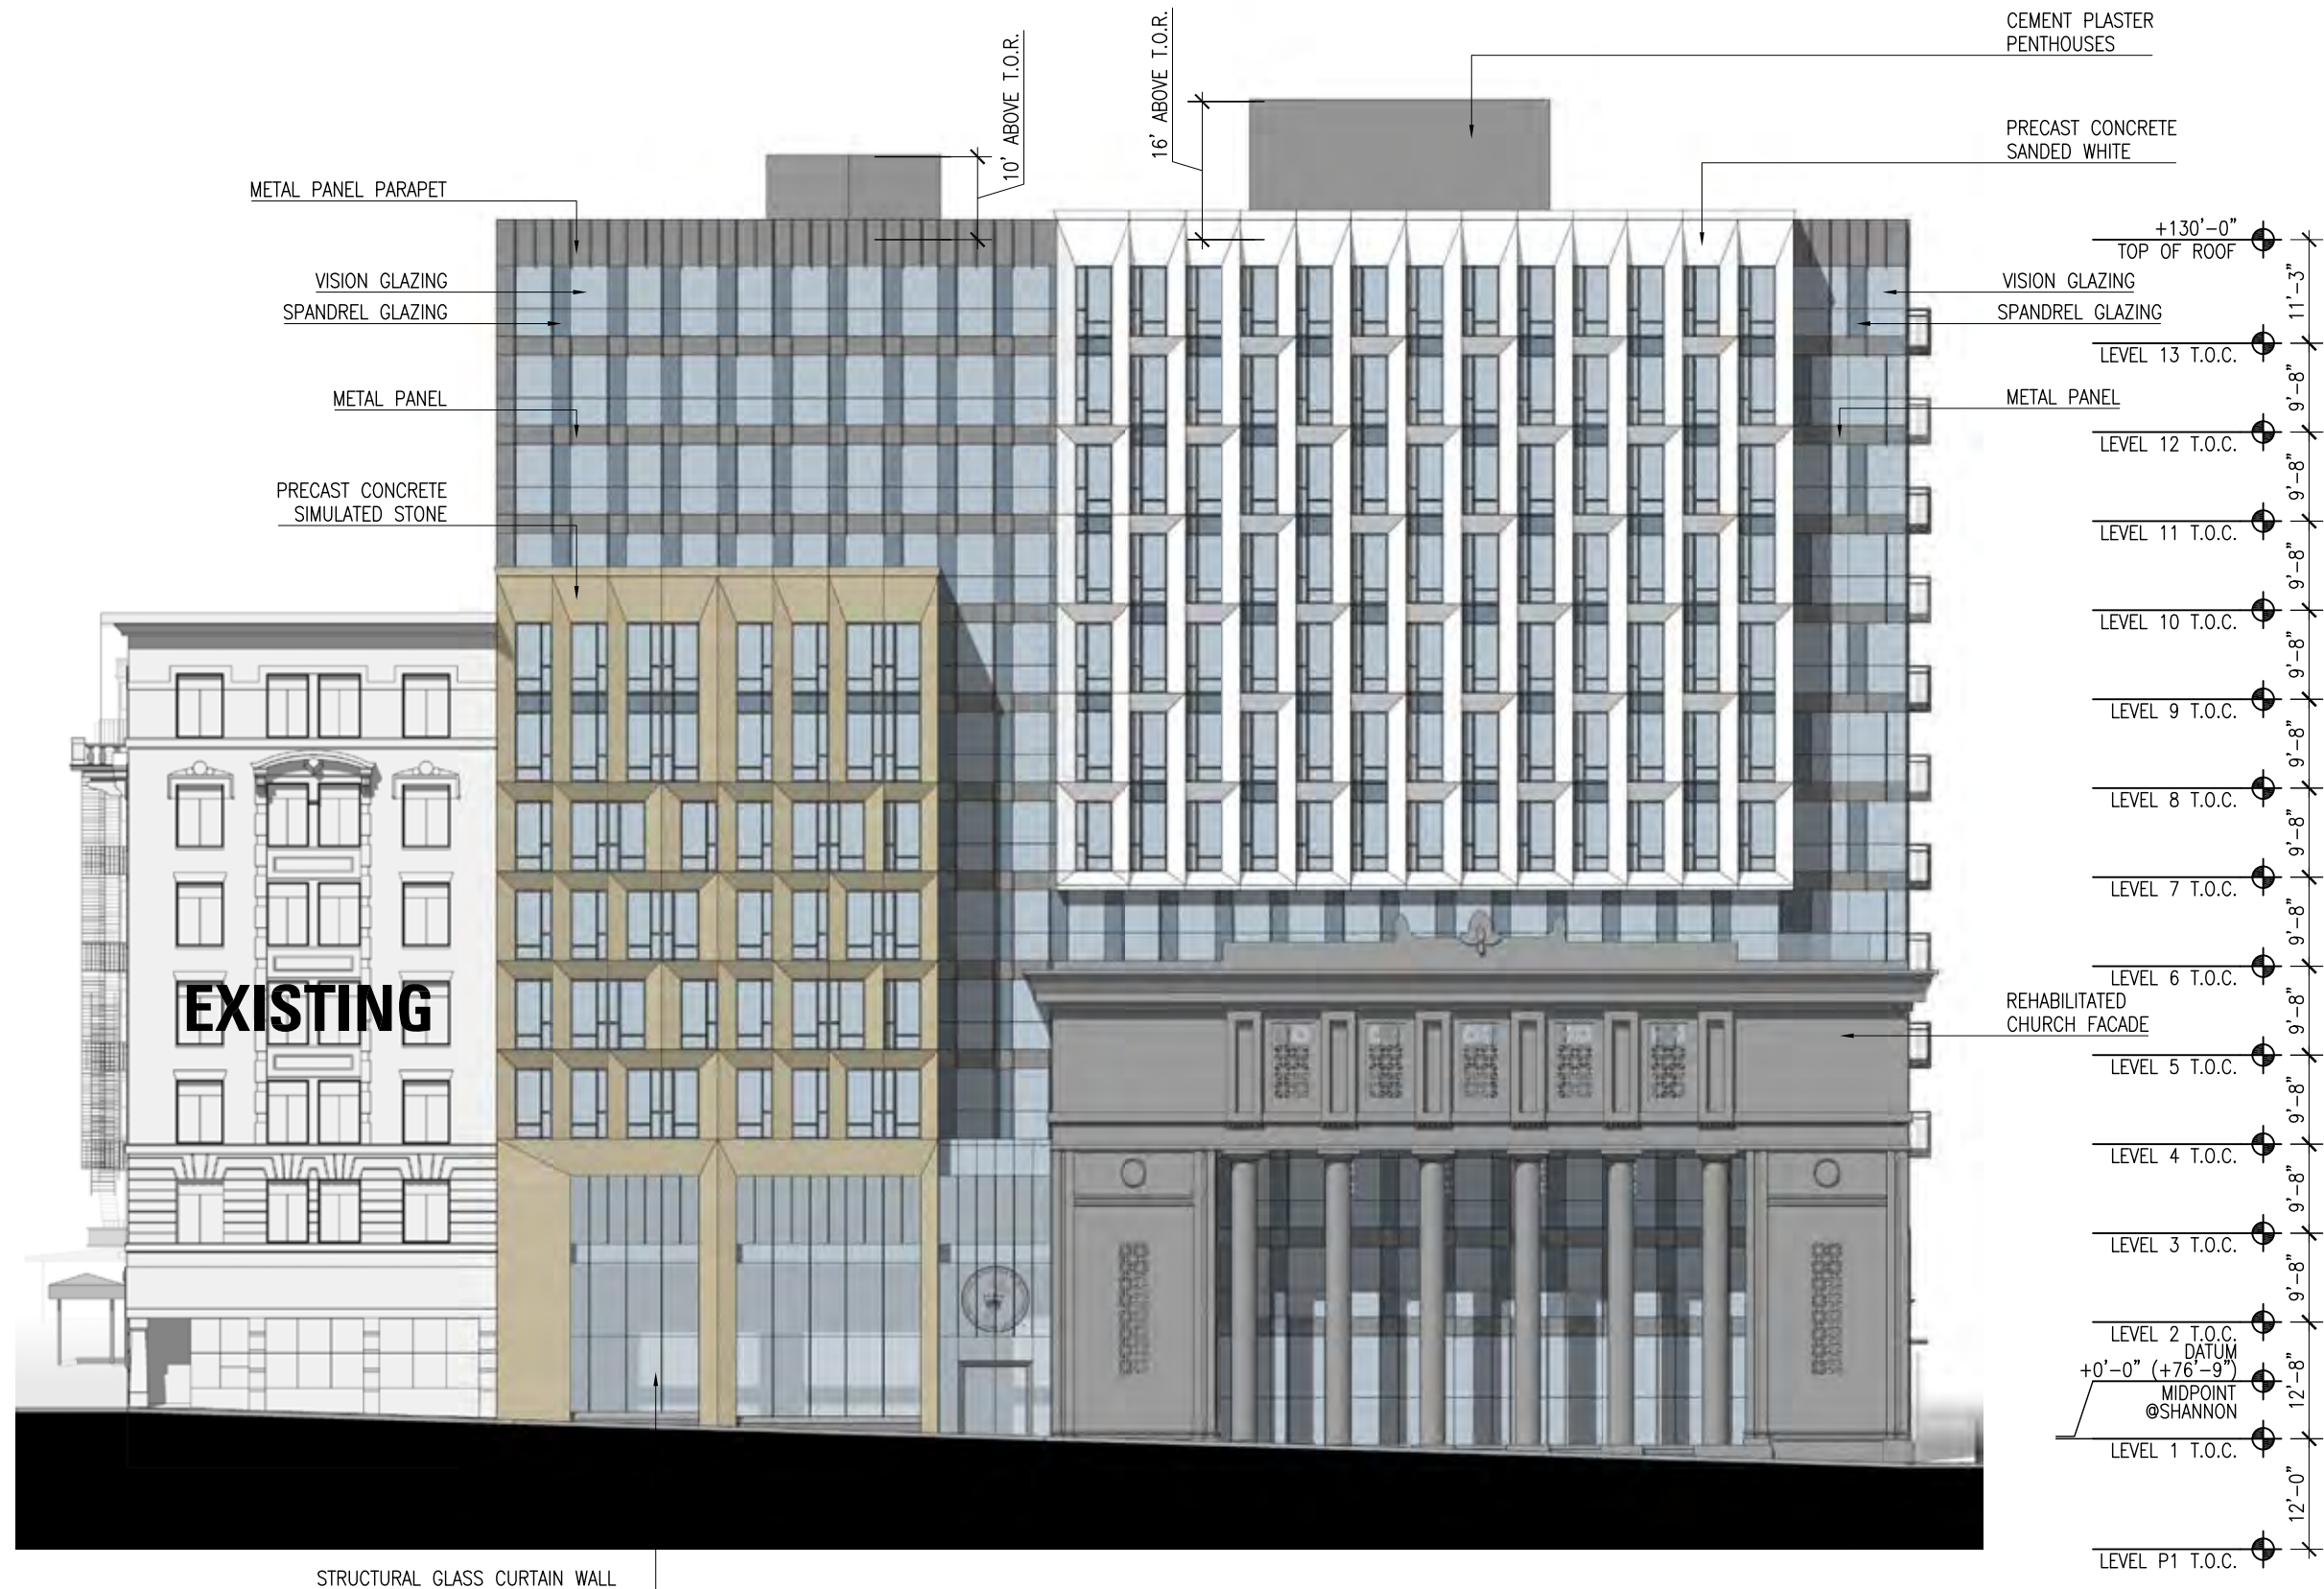 CEMENT PLASTER
PENTHOUSES
10' ABOVE T.O.R.
16' ABOVE T.O.R.
PRECAST CONCRETE
SANDED WHITE
METAL PANEL PARAPET
VISION GLAZING
SPANDREL GLAZING
METAL PANEL
PRECAST CONCRETE
SIMULATED STONE
EXISTING
STRUCTURAL GLASS CURTAIN WALL
VISION GLAZING
SPANDREL GLAZING
METAL PANEL
REHABILITATED
CHURCH FACADE
+130'-0"
TOP OF ROOF
11'-3"
LEVEL 13 T.O.C.
9'-8"
LEVEL 12 T.O.C.
9'-8"
LEVEL 11 T.O.C.
9'-8"
LEVEL 10 T.O.C.
9'-8"
LEVEL 9 T.O.C.
9'-8"
LEVEL 8 T.O.C.
9'-8"
LEVEL 7 T.O.C.
9'-8"
LEVEL 6 T.O.C.
9'-8"
LEVEL 5 T.O.C.
9'-8"
LEVEL 4 T.O.C.
9'-8"
LEVEL 3 T.O.C.
9'-8"
LEVEL 2 T.O.C.
DATUM
+0'-0" (+76'-9")
MIDPOINT
@SHANNON
12'-8"
LEVEL 1 T.O.C.
12'-0"
LEVEL P1 T.O.C.